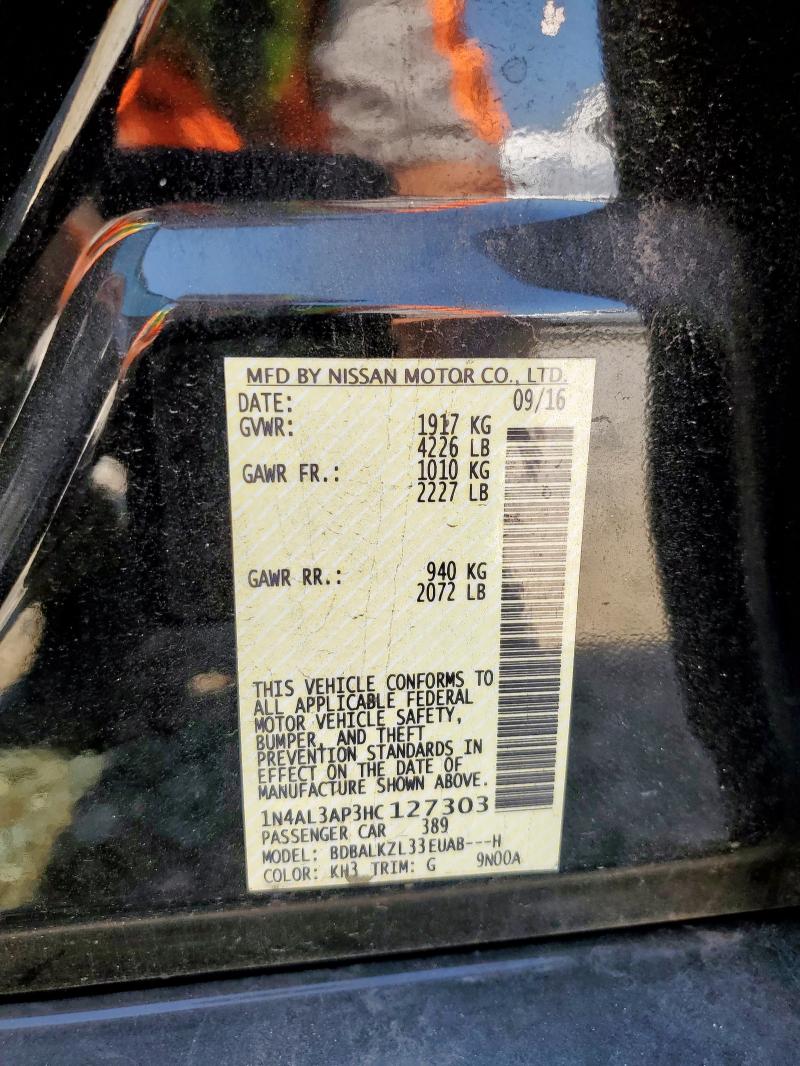 MFD BY NISSAN MOTOR CO., LTD.
DATE: 09/16
GVWR: 1917 KG
4226 LB
GAWR FR.: 1010 KG
2227 LB
GAWR RR.: 940 KG
2072 LB
THIS VEHICLE CONFORMS TO
ALL APPLICABLE FEDERAL
MOTOR VEHICLE SAFETY,
BUMPER, AND THEFT
PREVENTION STANDARDS IN
EFFECT ON THE DATE OF
MANUFACTURE SHOWN ABOVE.
1N4AL3AP3HC127303
PASSENGER CAR 389
MODEL: BDBALKZL33EUAB---H
COLOR: KH3 TRIM: G 9N00A